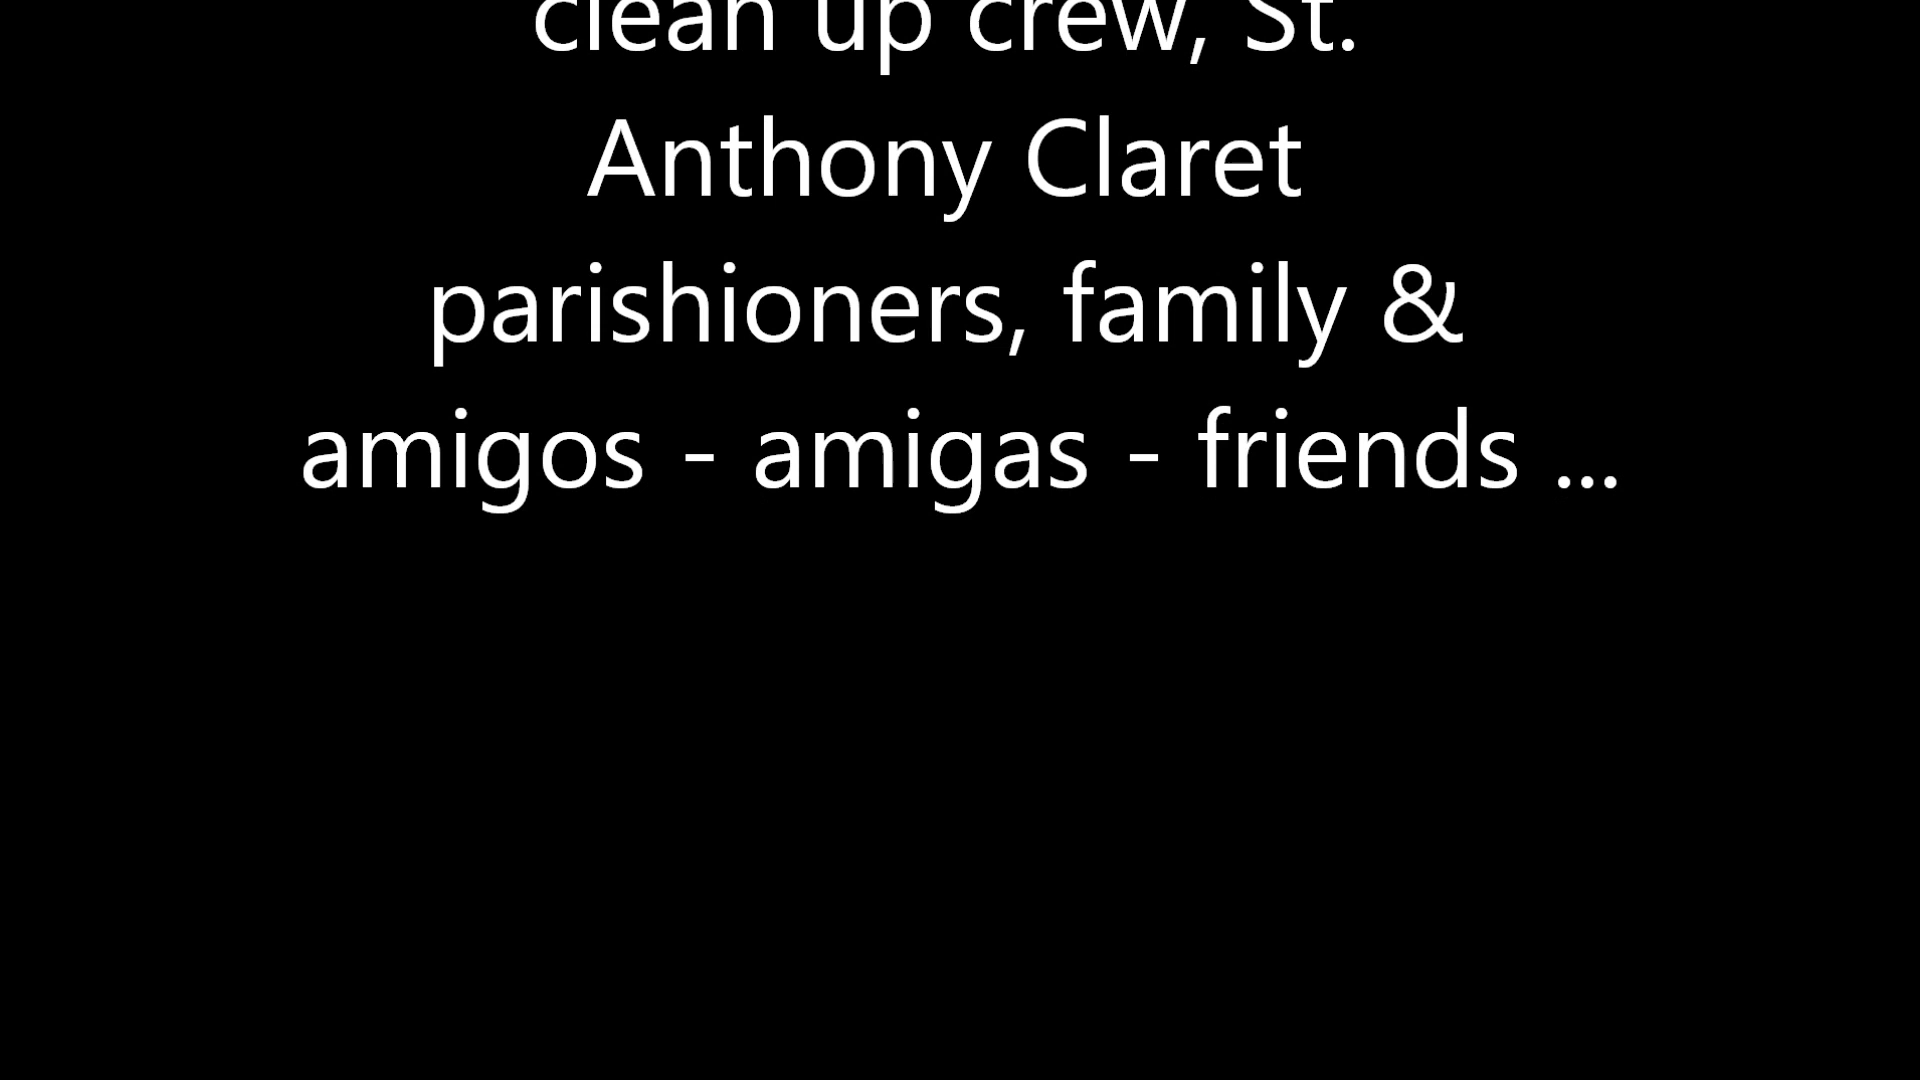 clean up crew, St.
Anthony Claret
parishioners, family &
amigos - amigas - friends ...